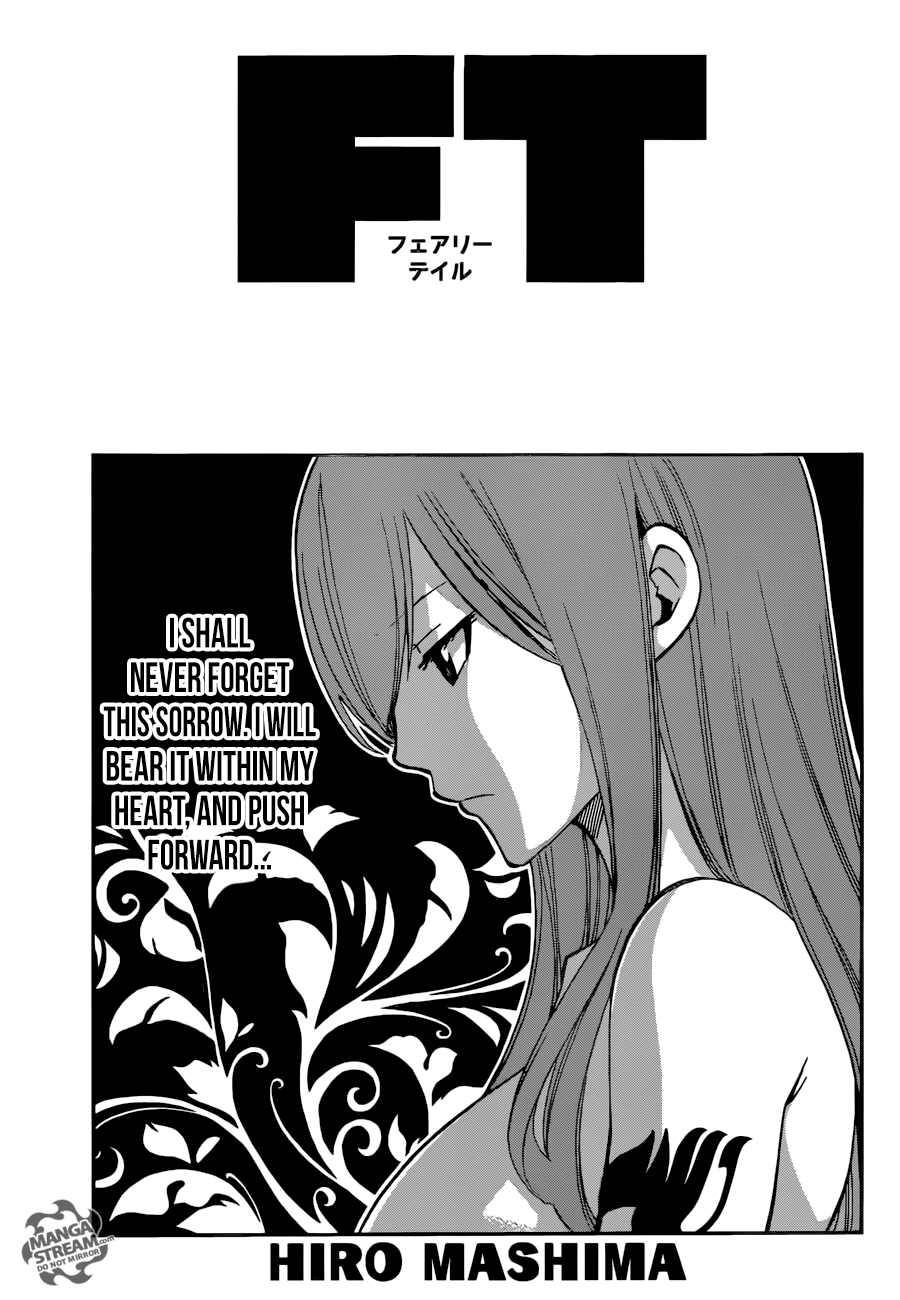 FT
フェアリー
テイル
I SHALL
NEVER FORGET
THIS SORROW. I WILL
BEAR IT WITHIN MY
HEART, AND PUSH
FORWARD...
MANGA
STREAM.com
DO NOT MIRROR
HIRO MASHIMA